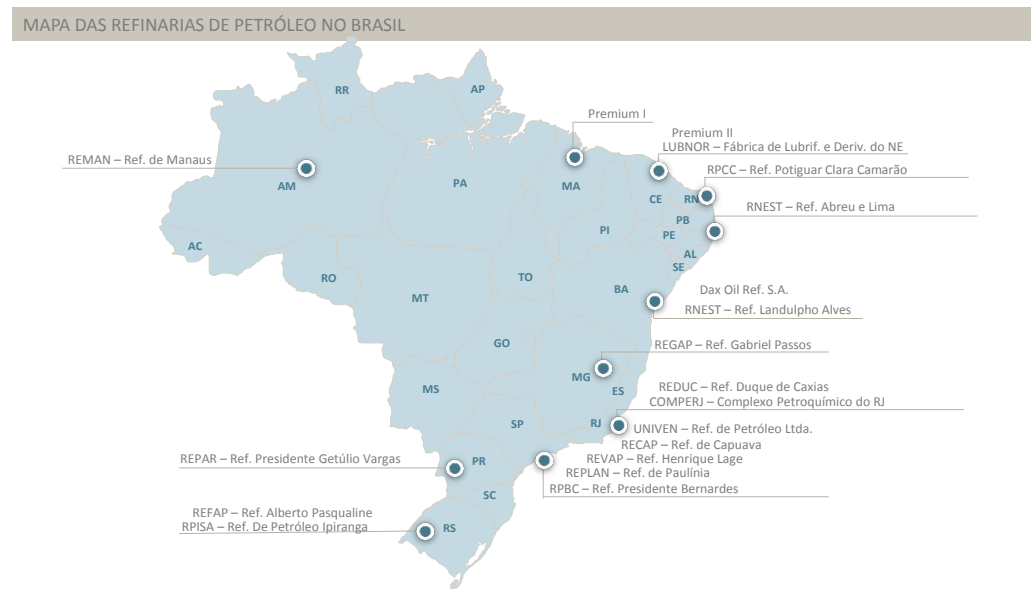 MAPA DAS REFINARIAS DE PETRÓLEO NO BRASIL
RR
AP
Premium I
Premium II
LUBNOR – Fábrica de Lubrif. e Deriv. do NE
REMAN – Ref. de Manaus
RPCC – Ref. Potiguar Clara Camarão
AM
PA
MA
CE
RN
RNEST – Ref. Abreu e Lima
PB
PI
PE
AC
AL
SE
RO
TO
BA
Dax Oil Ref. S.A.
MT
RNEST – Ref. Landulpho Alves
GO
REGAP – Ref. Gabriel Passos
MG
MS
ES
REDUC – Ref. Duque de Caxias
COMPERJ – Complexo Petroquímico do RJ
SP
RJ
UNIVEN – Ref. de Petróleo Ltda.
RECAP – Ref. de Capuava
REPAR – Ref. Presidente Getúlio Vargas
PR
REVAP – Ref. Henrique Lage
REPLAN – Ref. de Paulínia
RPBC – Ref. Presidente Bernardes
SC
REFAP – Ref. Alberto Pasqualine
RPISA – Ref. De Petróleo Ipiranga
RS